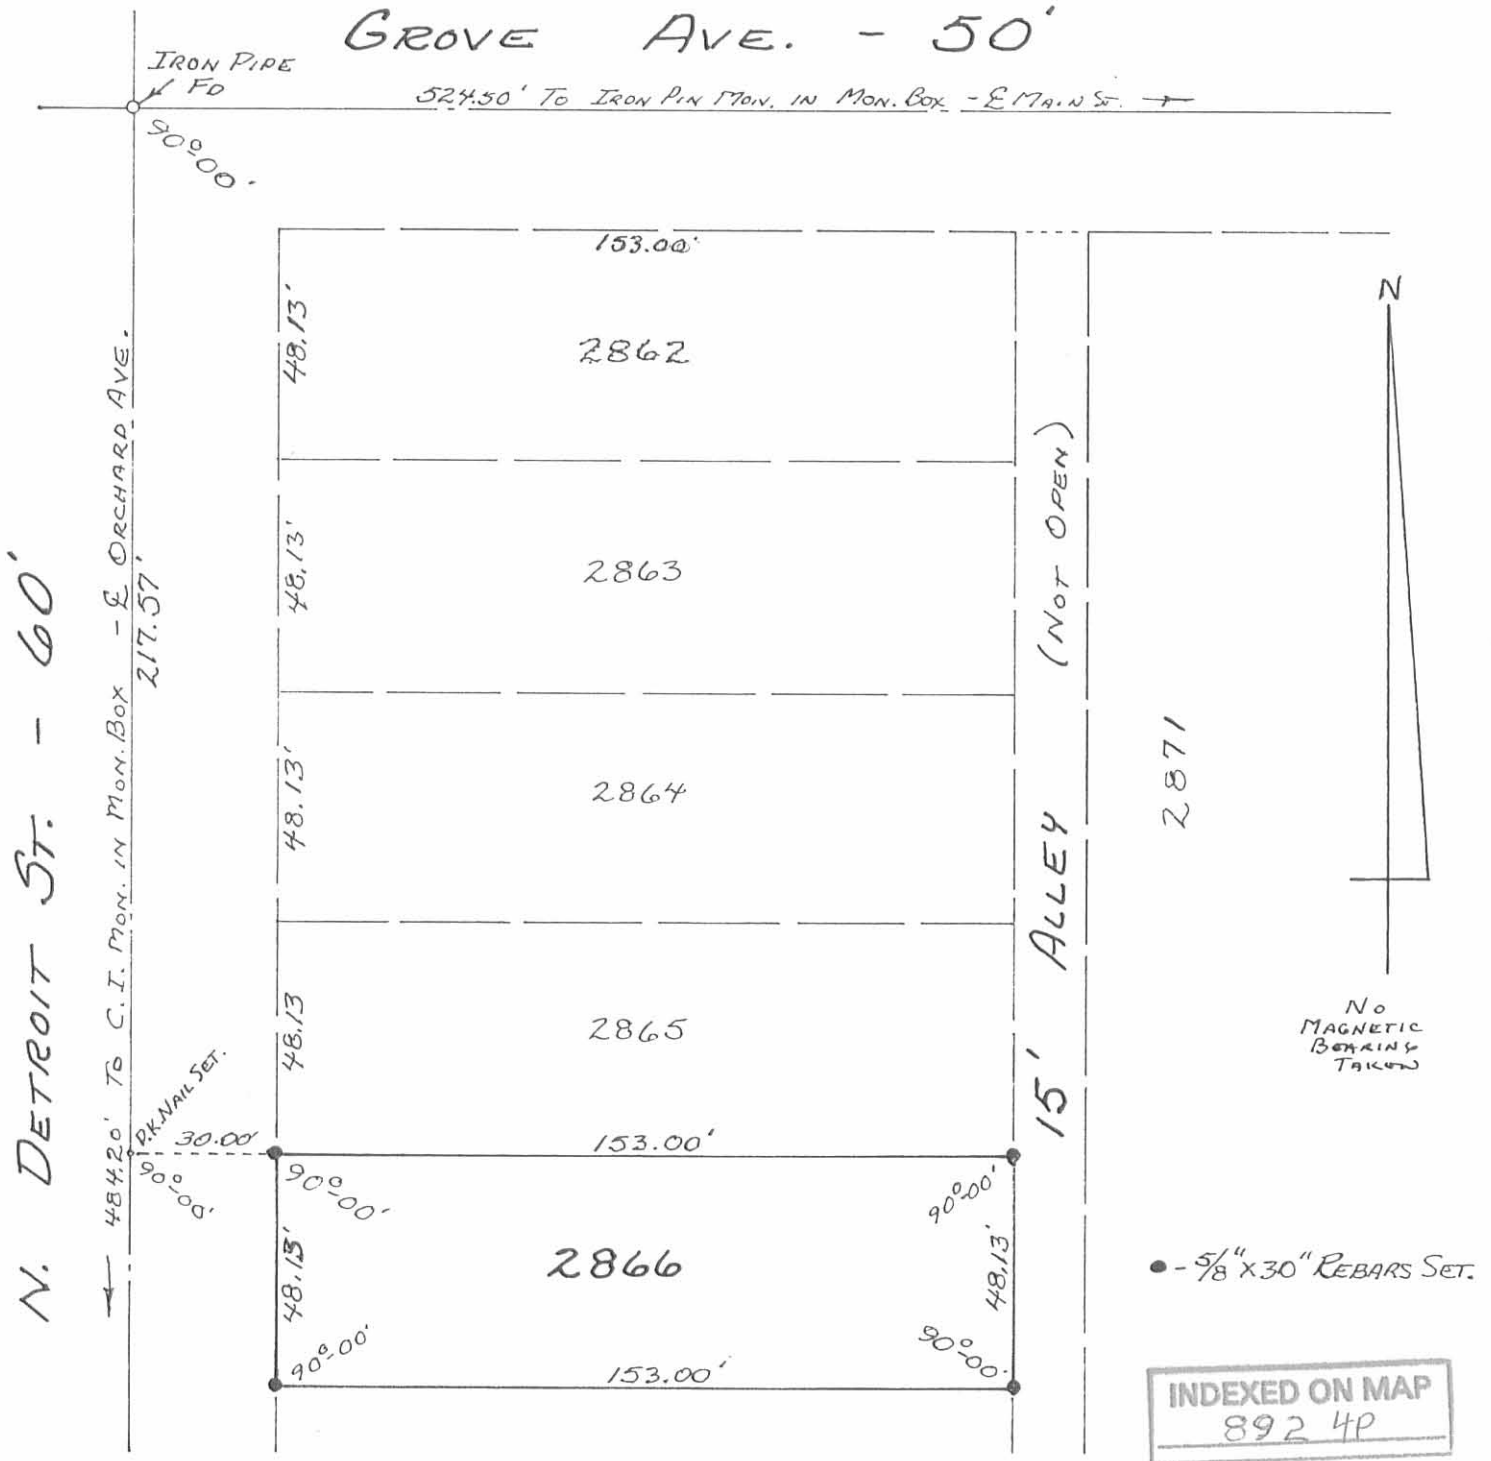 GROVE AVE. - 50'
IRON PIPE
FD
524.50' TO IRON PIN MON. IN MON. BOX - ℄ MAIN ST.
90°-00'
153.00'
48.13'
2862
48.13'
2863
48.13'
2864
48.13
2865
N. DETROIT ST. - 60'
484.20' TO C.I. MON. IN MON. BOX - ℄ ORCHARD AVE.
217.57'
15' ALLEY (NOT OPEN)
2871
N
NO
MAGNETIC
BEARING
TAKEN
P.K. NAIL SET.
30.00'
90°-00'
153.00'
90°-00'
90°-00'
48.13'
2866
48.13'
90°-00'
90°-00'
153.00'
- 5/8" X 30" REBARS SET.
INDEXED ON MAP
892 4P